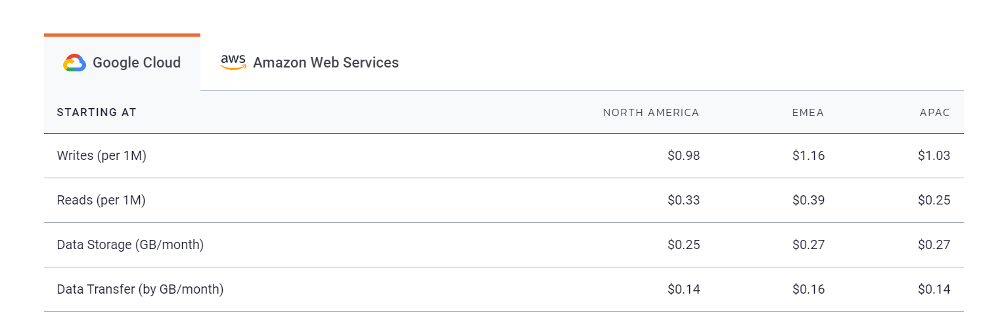 Google Cloud aws Amazon Web Services
STARTING AT NORTH AMERICA EMEA APAC
Writes (per 1M) $0.98 $1.16 $1.03
Reads (per 1M) $0.33 $0.39 $0.25
Data Storage (GB/month) $0.25 $0.27 $0.27
Data Transfer (by GB/month) $0.14 $0.16 $0.14